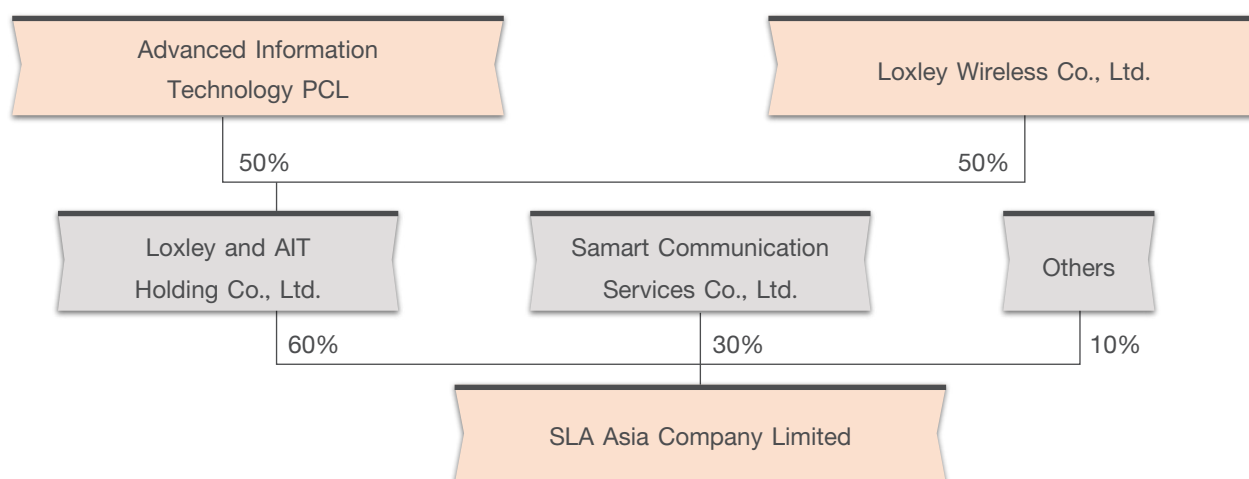 Advanced Information
Technology PCL
Loxley Wireless Co., Ltd.
50%
50%
Loxley and AIT
Holding Co., Ltd.
Samart Communication
Services Co., Ltd.
Others
60%
30%
10%
SLA Asia Company Limited